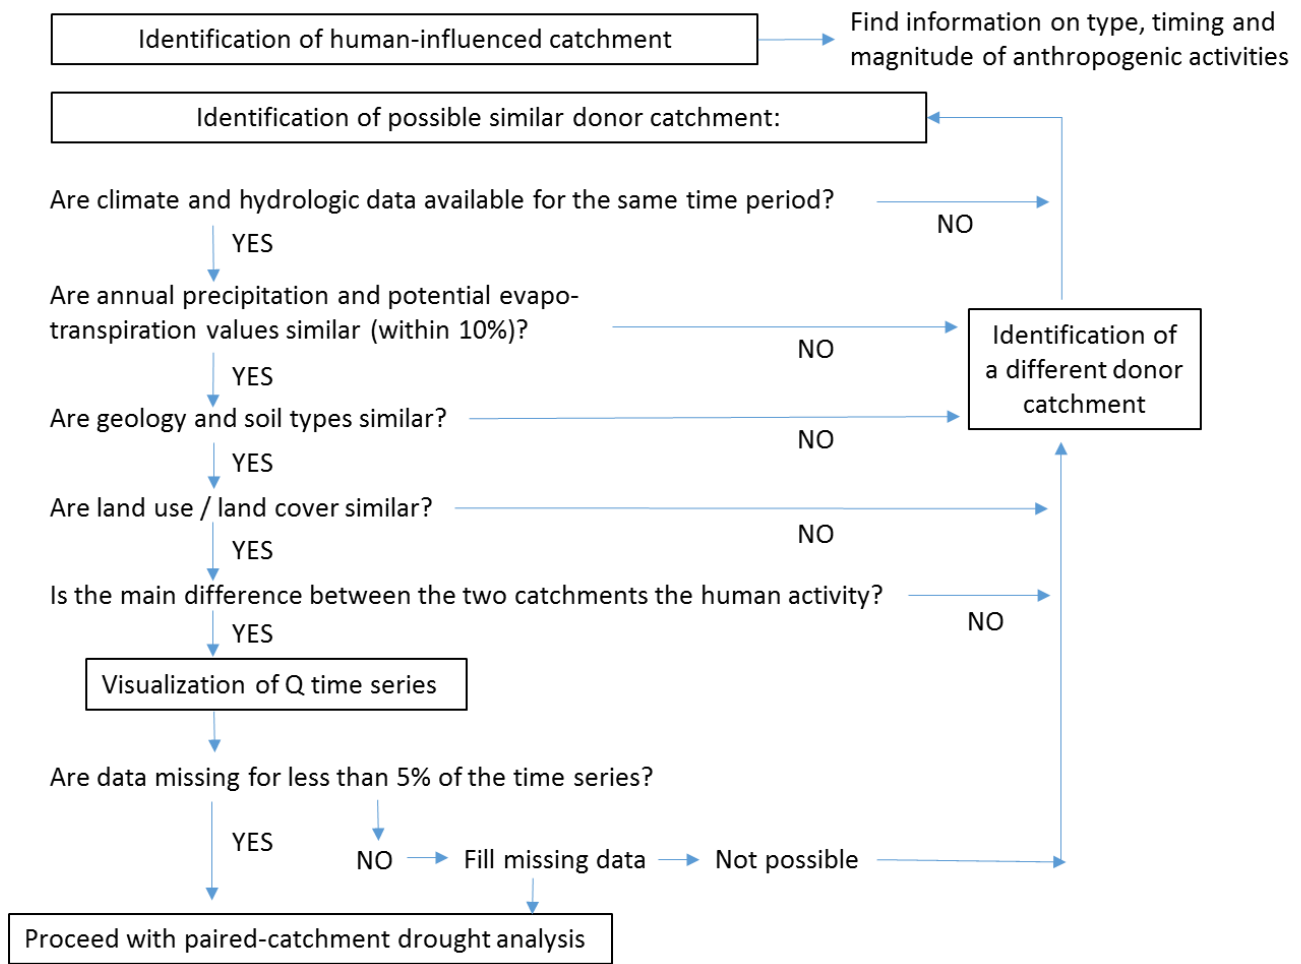 Identification of human-influenced catchment
Find information on type, timing and
magnitude of anthropogenic activities
Identification of possible similar donor catchment:
Are climate and hydrologic data available for the same time period?
NO
YES
Are annual precipitation and potential evapo-
transpiration values similar (within 10%)?
NO
YES
Identification of
a different donor
catchment
Are geology and soil types similar?
NO
YES
Are land use / land cover similar?
NO
YES
Is the main difference between the two catchments the human activity?
NO
YES
Visualization of Q time series
Are data missing for less than 5% of the time series?
YES
NO
Fill missing data
Not possible
Proceed with paired-catchment drought analysis